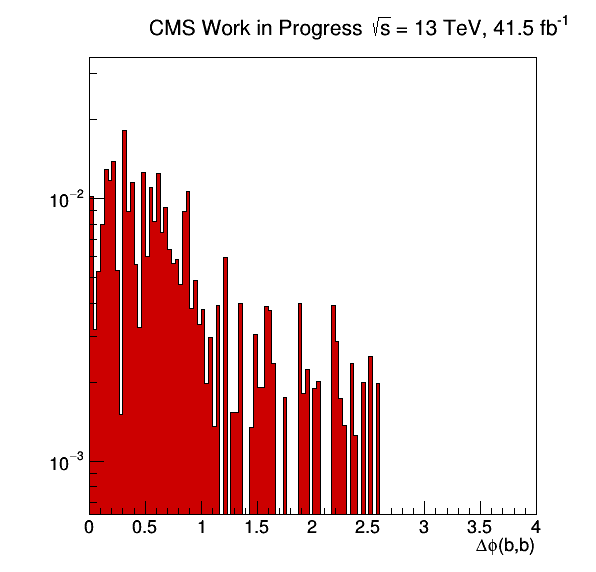 CMS Work in Progress √s = 13 TeV, 41.5 fb⁻¹
10⁻²
10⁻³
0 0.5 1 1.5 2 2.5 3 3.5 4
Δϕ(b,b)